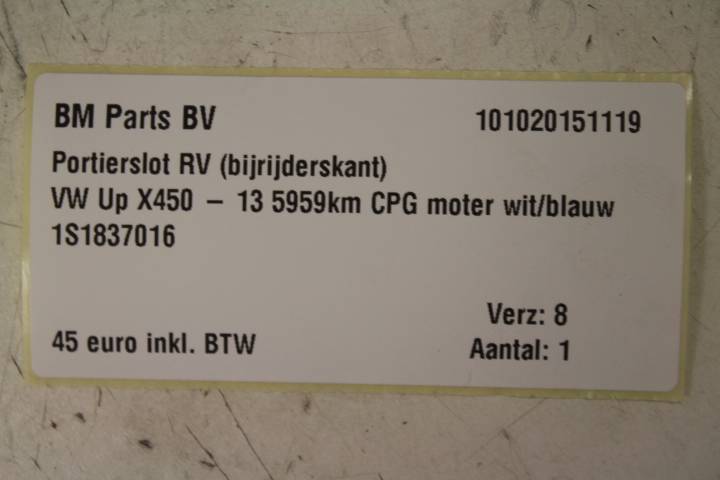 BM Parts BV 101020151119
Portierslot RV (bijrijderskant)
VW Up X450 – 13 5959km CPG moter wit/blauw
1S1837016
Verz: 8
45 euro inkl. BTW Aantal: 1